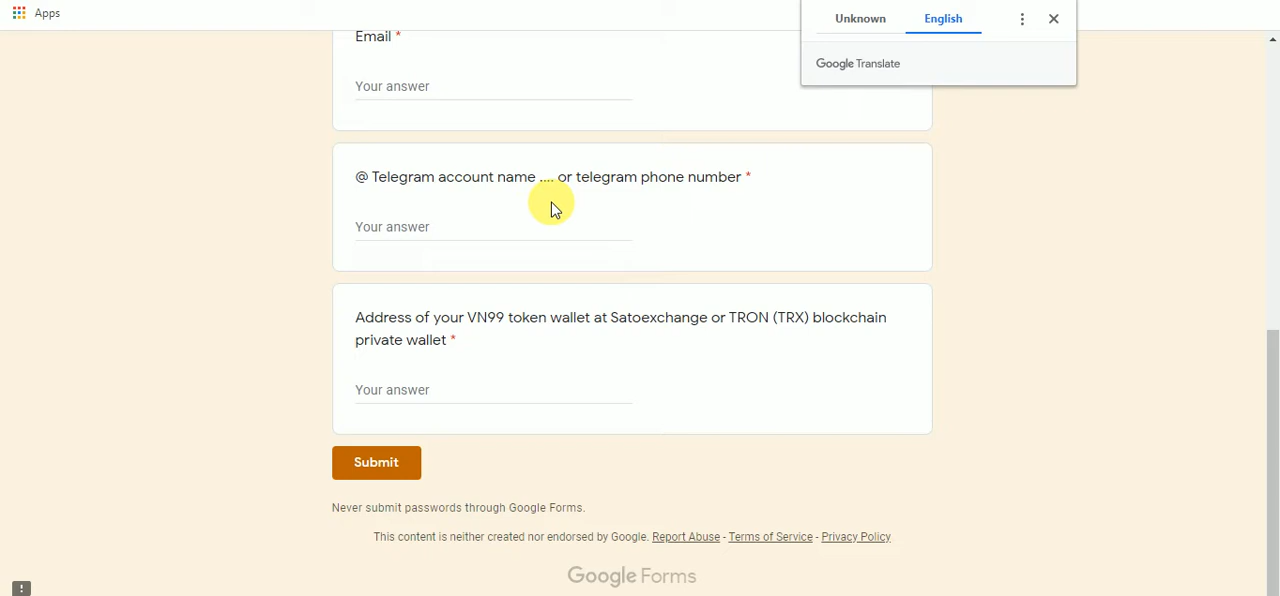 Apps
Unknown
English
Google Translate
Email *
Your answer
@ Telegram account name .... or telegram phone number *
Your answer
Address of your VN99 token wallet at Satoexchange or TRON (TRX) blockchain
private wallet *
Your answer
Submit
Never submit passwords through Google Forms.
This content is neither created nor endorsed by Google. Report Abuse - Terms of Service - Privacy Policy
Google Forms